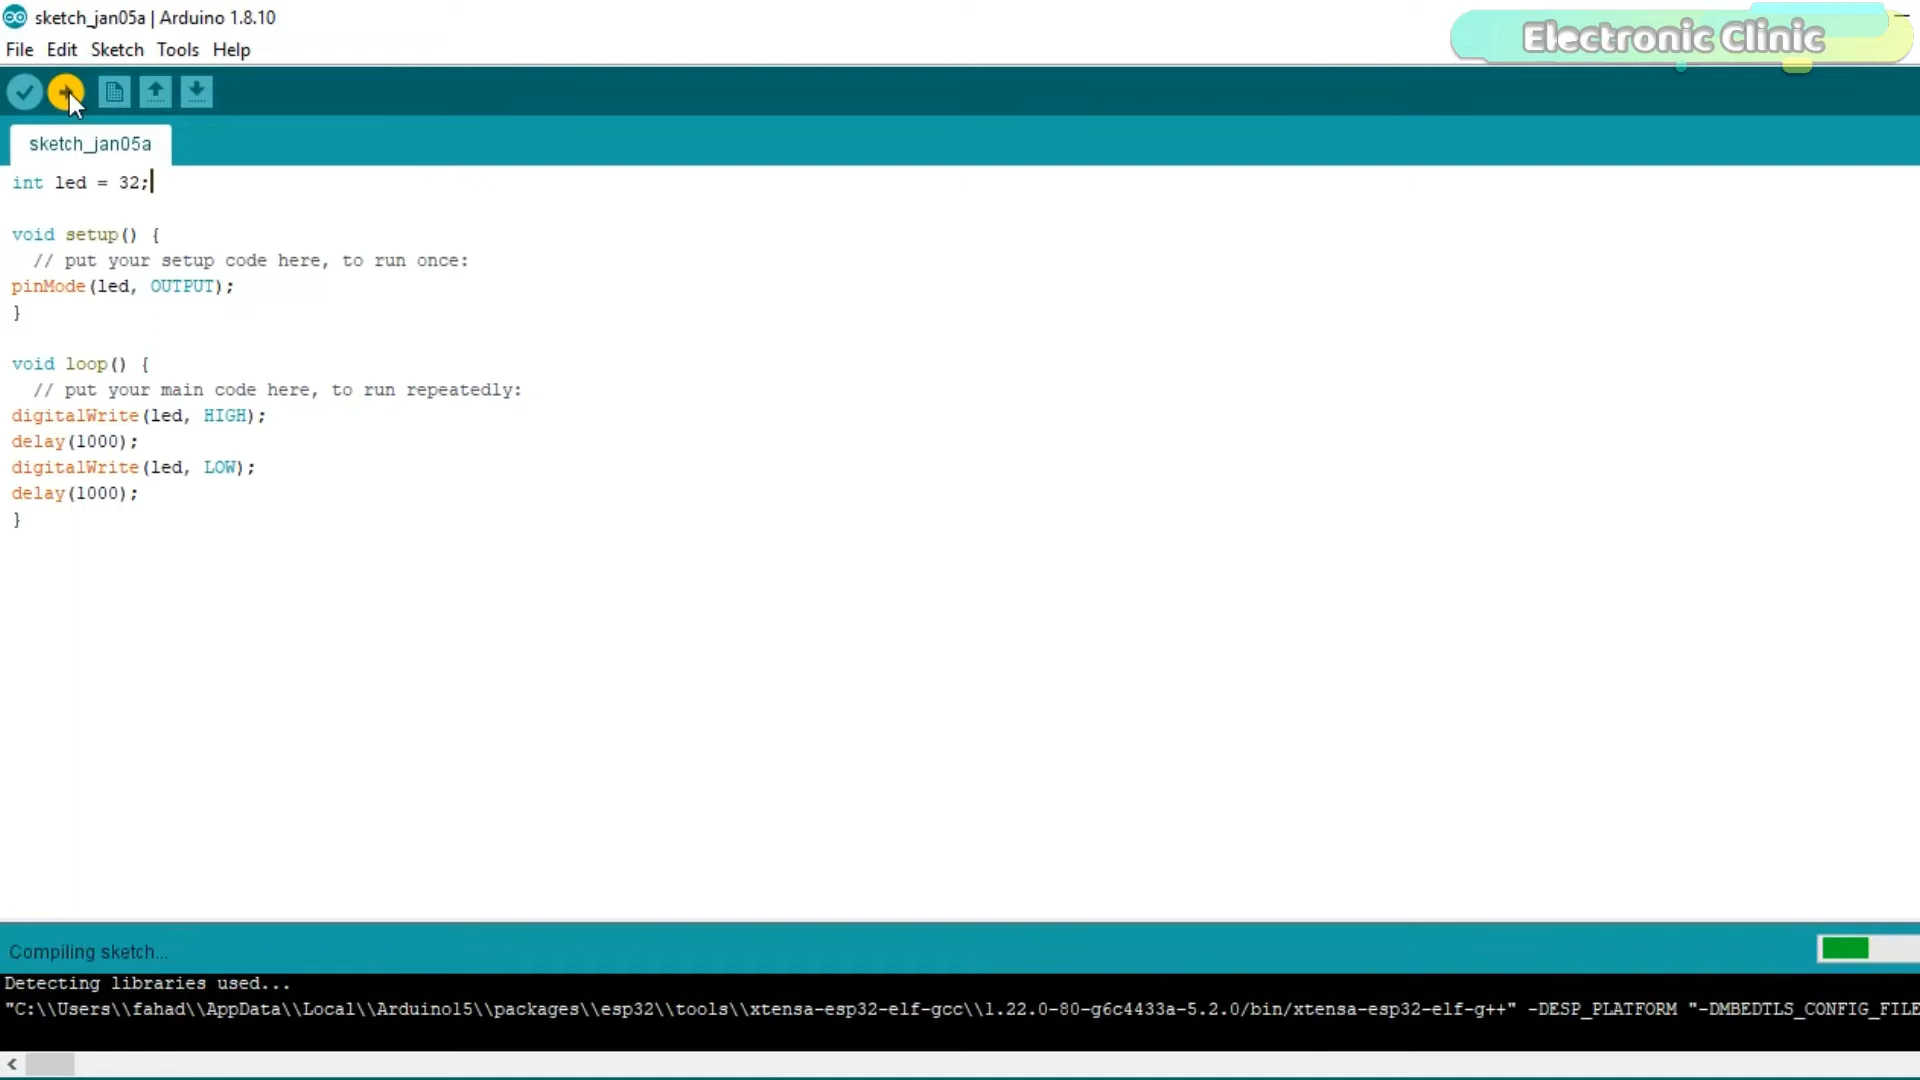 sketch_jan05a | Arduino 1.8.10
Electronic Clinic
File Edit Sketch Tools Help
sketch_jan05a
int led = 32;
void setup() {
// put your setup code here, to run once:
pinMode(led, OUTPUT);
}
void loop() {
// put your main code here, to run repeatedly:
digitalWrite(led, HIGH);
delay(1000);
digitalWrite(led, LOW);
delay(1000);
}
Compiling sketch...
Detecting libraries used...
"C:\\Users\\fahad\\AppData\\Local\\Arduino15\\packages\\esp32\\tools\\xtensa-esp32-elf-gcc\\1.22.0-80-g6c4433a-5.2.0/bin/xtensa-esp32-elf-g++" -DESP_PLATFORM "-DMBEDTLS_CONFIG_FILE